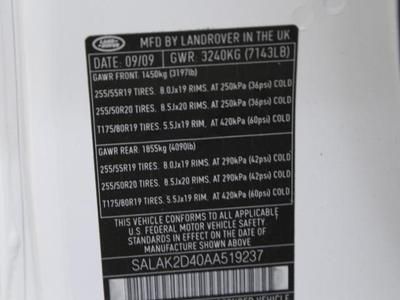 LAND ROVER
MFD BY LANDROVER IN THE UK
DATE: 09/09 GWR: 3240KG (7143LB)
GAWR FRONT: 1450kg (3197lb)
255/55R19 TIRES. 8.0Jx19 RIMS. AT 250kPa (36psi) COLD
255/50R20 TIRES. 8.5Jx20 RIMS. AT 250kPa (36psi) COLD
T175/80R19 TIRES. 5.5Jx19 RIM. AT 420kPa (60psi) COLD
GAWR REAR: 1855kg (4090lb)
255/55R19 TIRES. 8.0Jx19 RIMS. AT 290kPa (42psi) COLD
255/50R20 TIRES. 8.5Jx20 RIMS. AT 290kPa (42psi) COLD
T175/80R19 TIRES. 5.5Jx19 RIM. AT 420kPa (60psi) COLD
THIS VEHICLE CONFORMS TO ALL APPLICABLE
U.S. FEDERAL MOTOR VEHICLE SAFETY
STANDARDS IN EFFECT ON THE DATE OF
MANUFACTURE SHOWN ABOVE
SALAK2D40AA519237